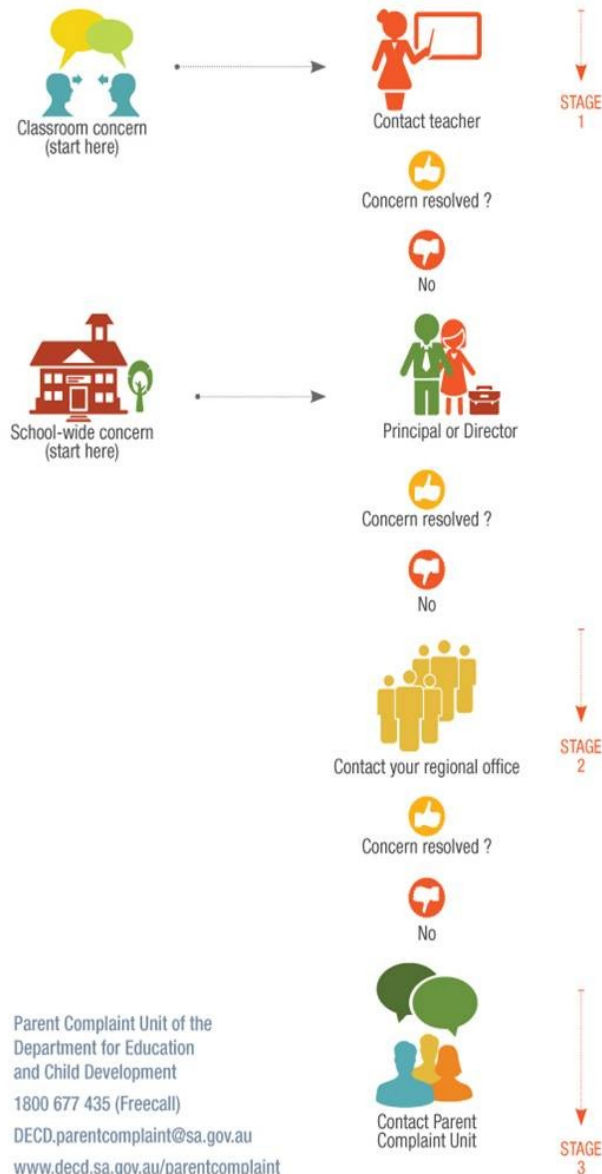 Classroom concern
(start here)
Contact teacher
STAGE
1
Concern resolved ?
No
School-wide concern
(start here)
Principal or Director
Concern resolved ?
No
Contact your regional office
STAGE
2
Concern resolved ?
No
Contact Parent
Complaint Unit
STAGE
3
Parent Complaint Unit of the
Department for Education
and Child Development
1800 677 435 (Freecall)
DECD.parentcomplaint@sa.gov.au
www.decd.sa.gov.au/parentcomplaint